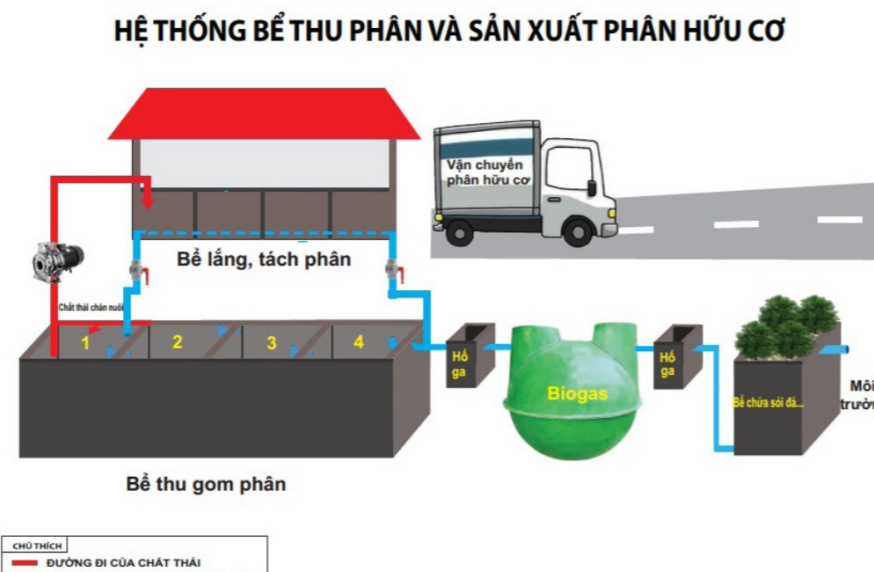 HỆ THỐNG BỂ THU PHÂN VÀ SẢN XUẤT PHÂN HỮU CƠ
Vận chuyển
phân hữu cơ
Bể lắng, tách phân
Chất thải chăn nuôi
1
2
3
4
Hố
ga
Biogas
Hố
ga
Bể chứa sỏi đá...
Môi
trườn
Bể thu gom phân
CHÚ THÍCH
ĐƯỜNG ĐI CỦA CHẤT THẢI